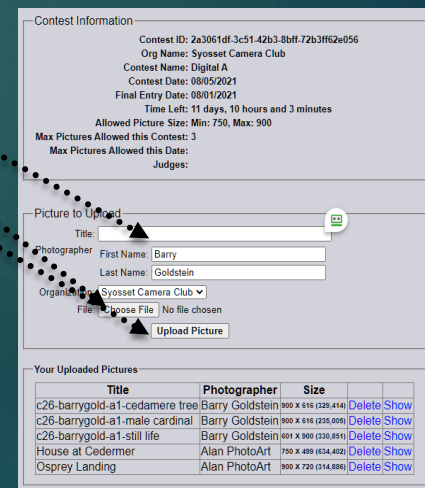 Contest Information
Contest ID: 2a3061df-3c51-42b3-8bff-72b3ff62e056
Org Name: Syosset Camera Club
Contest Name: Digital A
Contest Date: 08/05/2021
Final Entry Date: 08/01/2021
Time Left: 11 days, 10 hours and 3 minutes
Allowed Picture Size: Min: 750, Max: 900
Max Pictures Allowed this Contest: 3
Max Pictures Allowed this Date:
Judges:
Picture to Upload
Title:
Photographer First Name: Barry
Last Name: Goldstein
Organization: Syosset Camera Club
File: Choose File No file chosen
Upload Picture
Your Uploaded Pictures
Title Photographer Size
c26-barrygold-a1-cedamere tree Barry Goldstein 900 X 616 (329,414) Delete Show
c26-barrygold-a1-male cardinal Barry Goldstein 900 X 616 (235,005) Delete Show
c26-barrygold-a1-still life Barry Goldstein 601 X 900 (330,851) Delete Show
House at Cedermer Alan PhotoArt 750 X 499 (634,402) Delete Show
Osprey Landing Alan PhotoArt 900 X 720 (314,886) Delete Show